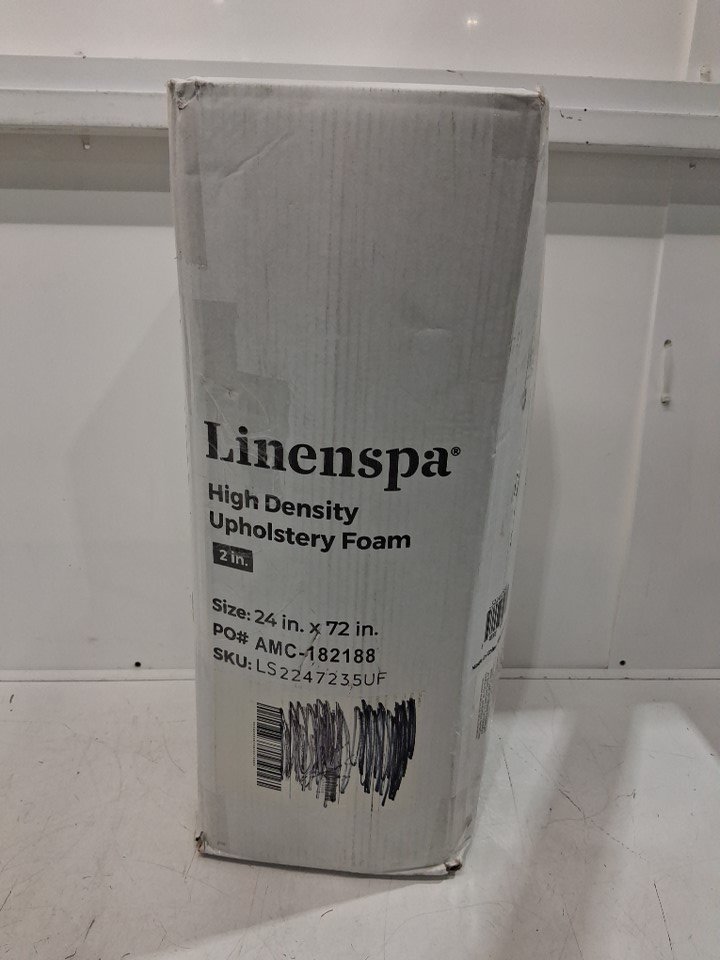 Linenspa®
High Density
Upholstery Foam
2 in.
Size: 24 in. x 72 in.
PO# AMC-182188
SKU: LS2247235UF